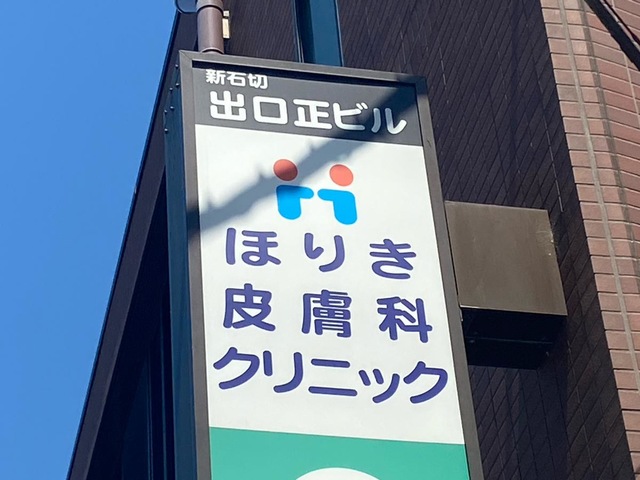 新石切
出口正ビル
ほりき
皮膚科
クリニック